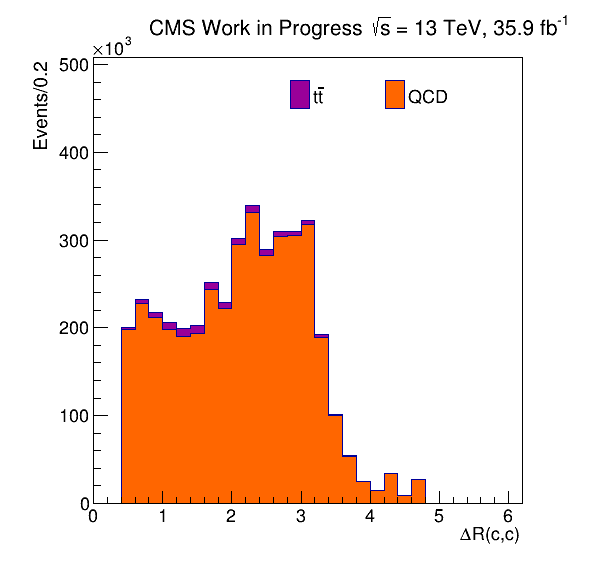 CMS Work in Progress √s = 13 TeV, 35.9 fb⁻¹
×10³
Events/0.2
500
400
300
200
100
0
tt̄
QCD
0 1 2 3 4 5 6
ΔR(c,c)